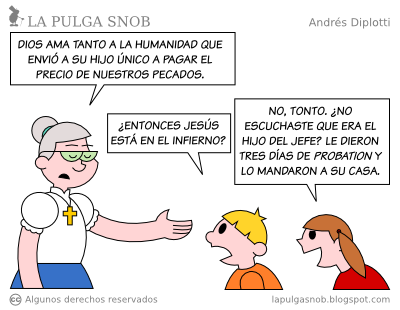 LA PULGA SNOB
Andrés Diplotti
DIOS AMA TANTO A LA HUMANIDAD QUE
ENVIÓ A SU HIJO ÚNICO A PAGAR EL
PRECIO DE NUESTROS PECADOS.
¿ENTONCES JESÚS
ESTÁ EN EL INFIERNO?
NO, TONTO. ¿NO
ESCUCHASTE QUE ERA EL
HIJO DEL JEFE? LE DIERON
TRES DÍAS DE PROBATION Y
LO MANDARON A SU CASA.
cc Algunos derechos reservados
lapulgasnob.blogspot.com